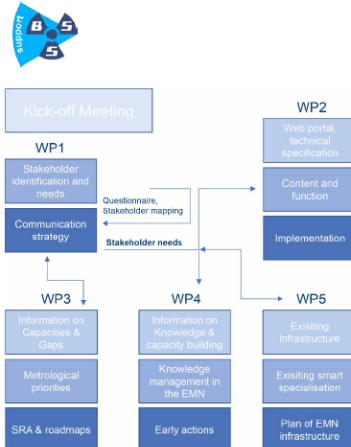 support
B S S
Kick-off Meeting
WP1
Stakeholder
identification and
needs
Communication
strategy
Questionnaire,
Stakeholder mapping
Stakeholder needs
WP2
Web portal,
technical
specification
Content and
function
Implementation
WP3
Information on
Capacities &
Gaps
Metrological
priorities
SRA & roadmaps
WP4
Information on
Knowledge &
capacity building
Knowledge
management in
the EMN
Early actions
WP5
Exisiting
Infrastructure
Exisiting smart
specialisation
Plan of EMN
infrastructure